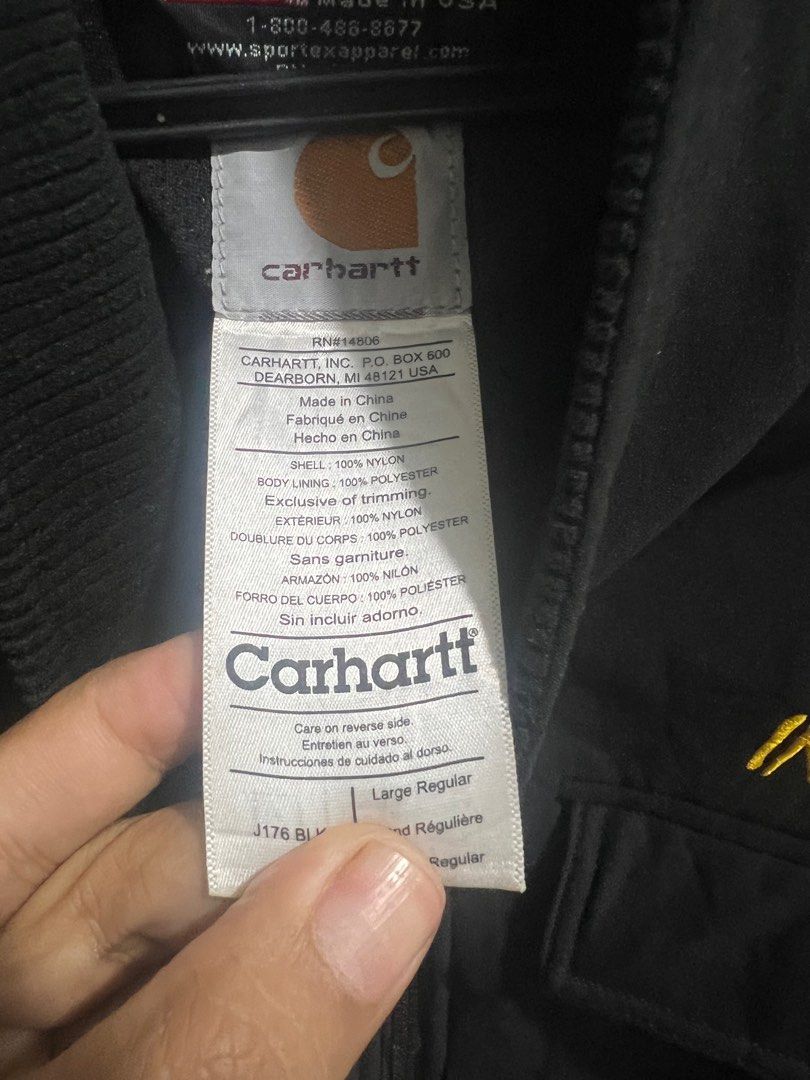 Made in USA
1-800-486-8677
www.sportexapparel.com
carhartt
RN#14806
CARHARTT, INC. P.O. BOX 600
DEARBORN, MI 48121 USA
Made in China
Fabriqué en Chine
Hecho en China
SHELL : 100% NYLON
BODY LINING : 100% POLYESTER
Exclusive of trimming.
EXTÉRIEUR : 100% NYLON
DOUBLURE DU CORPS : 100% POLYESTER
Sans garniture.
ARMAZÓN : 100% NILÓN
FORRO DEL CUERPO : 100% POLIÉSTER
Sin incluir adorno.
Carhartt®
Care on reverse side.
Entretien au verso.
Instrucciones de cuidado al dorso.
Large Regular
J176 Régulière
Regular